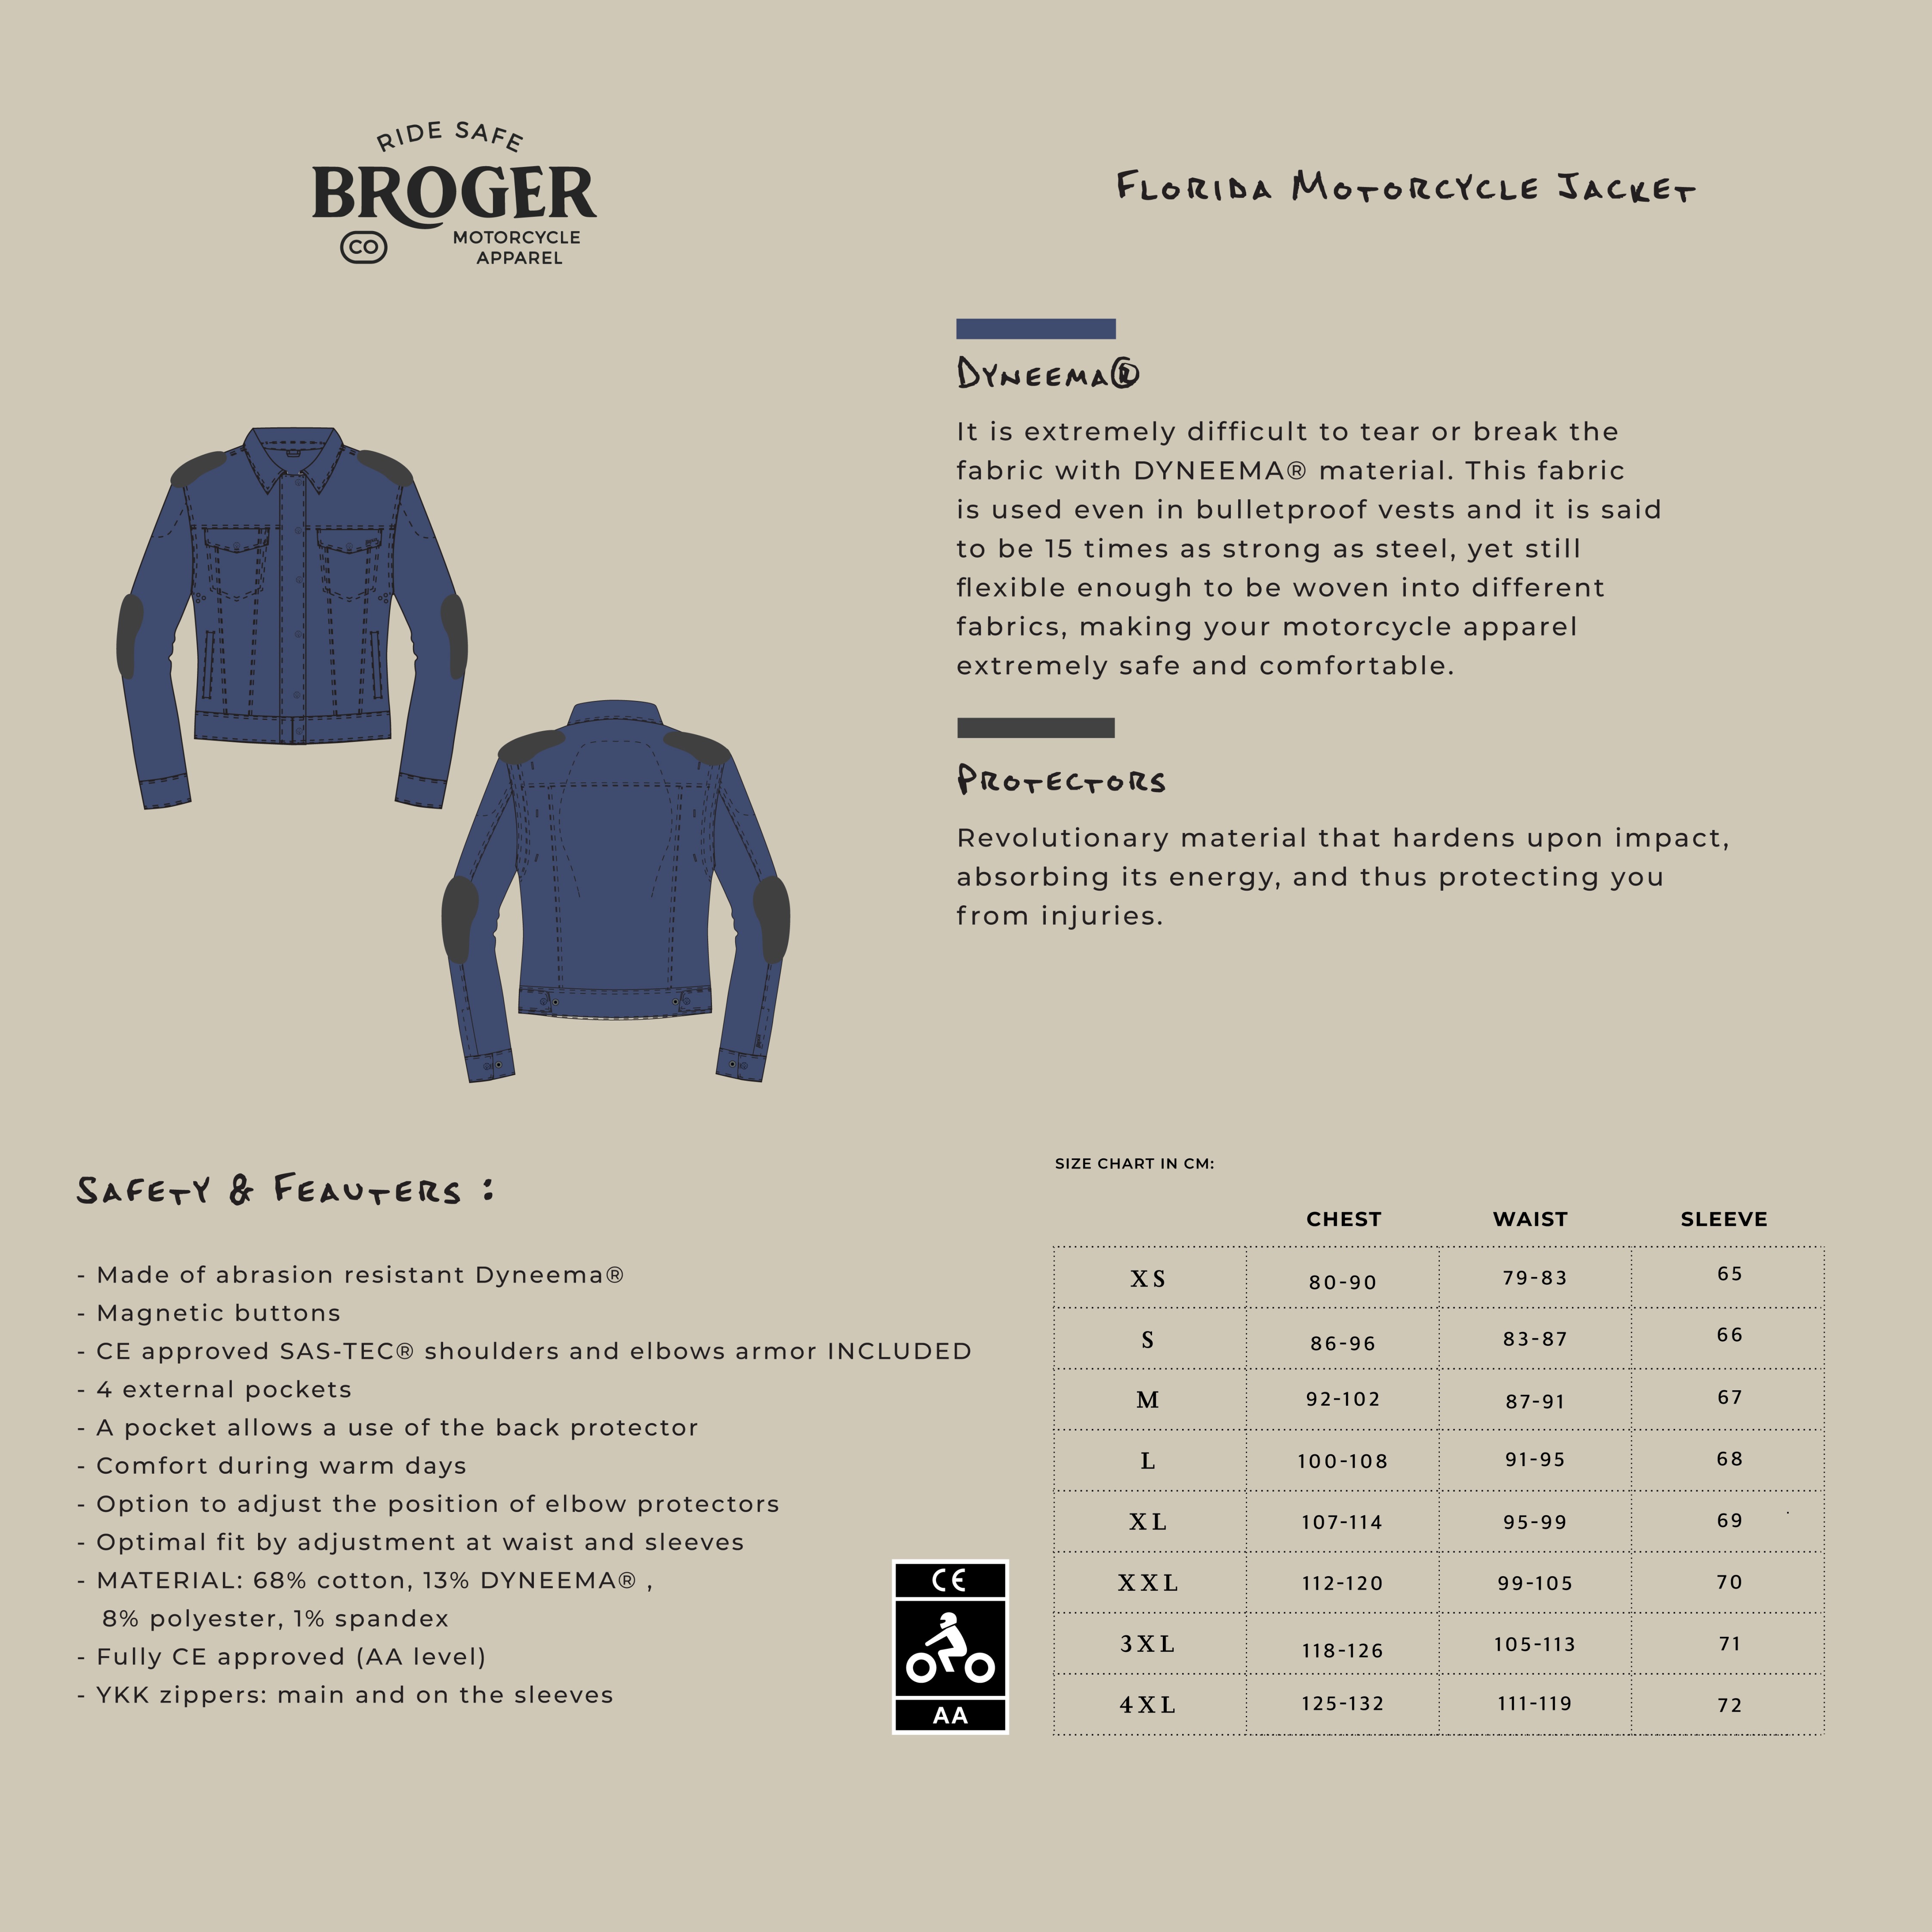 RIDE SAFE
BROGER
CO
MOTORCYCLE
APPAREL
Florida Motorcycle Jacket
Dyneema®
It is extremely difficult to tear or break the
fabric with DYNEEMA® material. This fabric
is used even in bulletproof vests and it is said
to be 15 times as strong as steel, yet still
flexible enough to be woven into different
fabrics, making your motorcycle apparel
extremely safe and comfortable.
Protectors
Revolutionary material that hardens upon impact,
absorbing its energy, and thus protecting you
from injuries.
Safety & Feauters :
- Made of abrasion resistant Dyneema®
- Magnetic buttons
- CE approved SAS-TEC® shoulders and elbows armor INCLUDED
- 4 external pockets
- A pocket allows a use of the back protector
- Comfort during warm days
- Option to adjust the position of elbow protectors
- Optimal fit by adjustment at waist and sleeves
- MATERIAL: 68% cotton, 13% DYNEEMA® ,
8% polyester, 1% spandex
- Fully CE approved (AA level)
- YKK zippers: main and on the sleeves
CE
AA
SIZE CHART IN CM:
CHEST WAIST SLEEVE
XS 80-90 79-83 65
S 86-96 83-87 66
M 92-102 87-91 67
L 100-108 91-95 68
XL 107-114 95-99 69
XXL 112-120 99-105 70
3XL 118-126 105-113 71
4XL 125-132 111-119 72